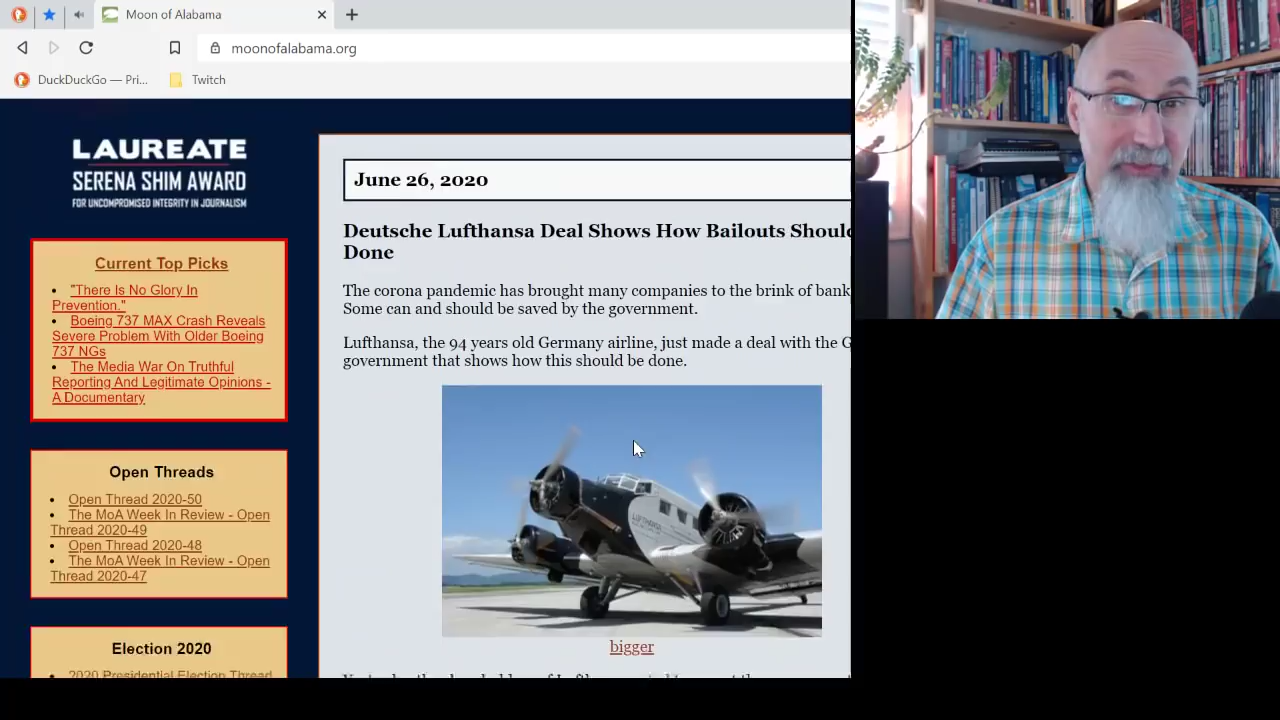 Moon of Alabama
moonofalabama.org
DuckDuckGo — Pri...
Twitch
LAUREATE
SERENA SHIM AWARD
FOR UNCOMPROMISED INTEGRITY IN JOURNALISM
Current Top Picks
"There Is No Glory In
Prevention."
Boeing 737 MAX Crash Reveals
Severe Problem With Older Boeing
737 NGs
The Media War On Truthful
Reporting And Legitimate Opinions -
A Documentary
Open Threads
Open Thread 2020-50
The MoA Week In Review - Open
Thread 2020-49
Open Thread 2020-48
The MoA Week In Review - Open
Thread 2020-47
Election 2020
2020 Presidential Election Thread
June 26, 2020
Deutsche Lufthansa Deal Shows How Bailouts Should
Done
The corona pandemic has brought many companies to the brink of bank
Some can and should be saved by the government.
Lufthansa, the 94 years old Germany airline, just made a deal with the G
government that shows how this should be done.
LUFTHANSA
bigger